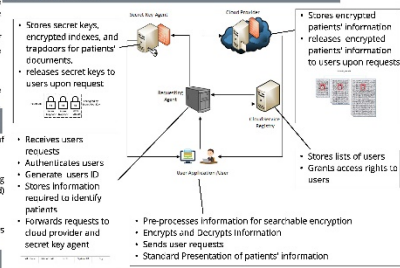 Secret Key Agent
Cloud Provider
• Stores secret keys,
encrypted indexes, and
trapdoors for patients'
documents.
• releases secret keys to
users upon request
• Stores encrypted
patients' information
• releases encrypted
patients' information
to users upon requests
Requesting
Agent
Cloud Service
Registry
• Receives users
requests
• Authenticates users
• Generate users ID
• Stores information
required to identify
patients
• Forwards requests to
cloud provider and
secret key agent
• Stores lists of users
• Grants access rights to
users
User Application/User
• Pre-processes information for searchable encryption
• Encrypts and Decrypts Information
• Sends user requests
• Standard Presentation of patients' information